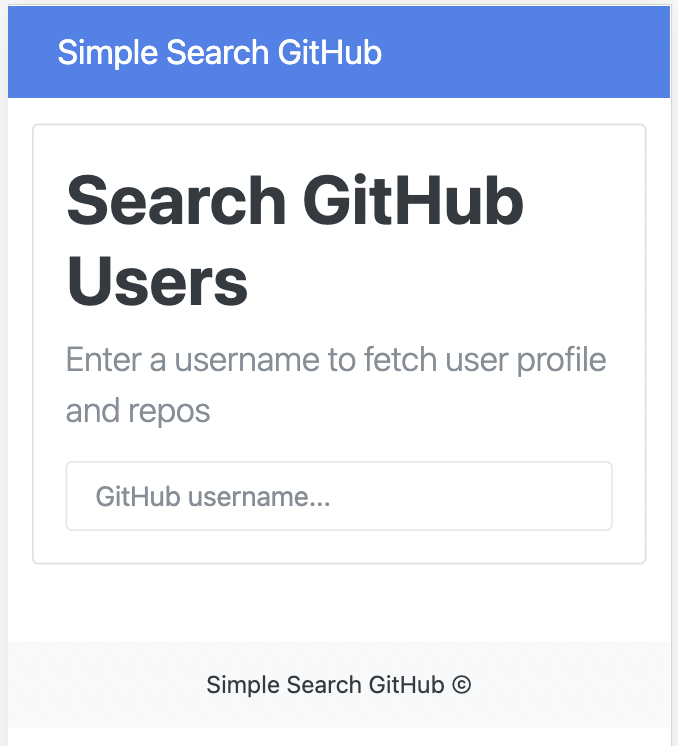 Simple Search GitHub
Search GitHub
Users
Enter a username to fetch user profile
and repos
GitHub username...
Simple Search GitHub ©